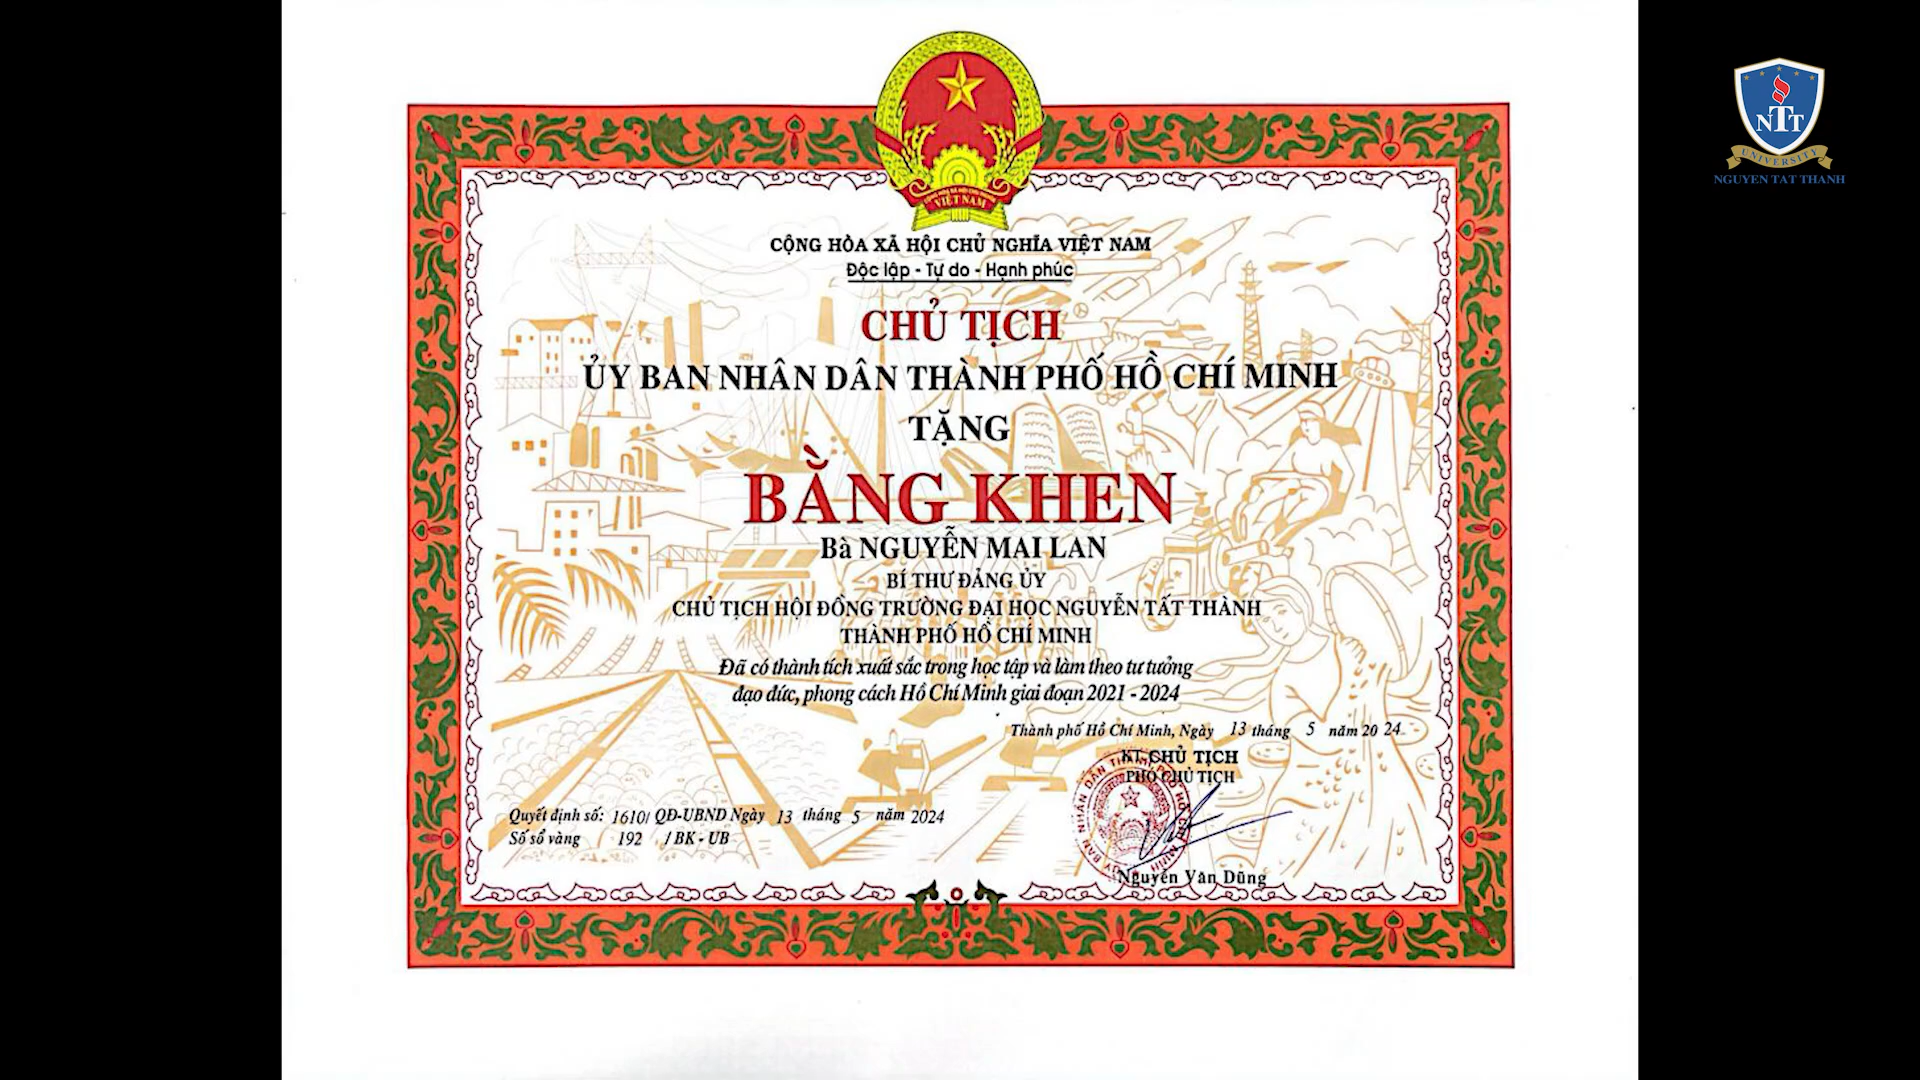 VIỆT NAM
CỘNG HÒA XÃ HỘI CHỦ NGHĨA VIỆT NAM
Độc lập - Tự do - Hạnh phúc
CHỦ TỊCH
ỦY BAN NHÂN DÂN THÀNH PHỐ HỒ CHÍ MINH
TẶNG
BẰNG KHEN
Bà NGUYỄN MAI LAN
BÍ THƯ ĐẢNG ỦY
CHỦ TỊCH HỘI ĐỒNG TRƯỜNG ĐẠI HỌC NGUYỄN TẤT THÀNH
THÀNH PHỐ HỒ CHÍ MINH
Đã có thành tích xuất sắc trong học tập và làm theo tư tưởng
đạo đức, phong cách Hồ Chí Minh giai đoạn 2021 - 2024
Thành phố Hồ Chí Minh, Ngày 13 tháng 5 năm 20 24
KT.CHỦ TỊCH
PHÓ CHỦ TỊCH
Nguyễn Văn Dũng
Quyết định số: 1610/ QĐ-UBND Ngày 13 tháng 5 năm 2024
Số sổ vàng 192 / BK - UB
NTT
UNIVERSITY
NGUYEN TAT THANH